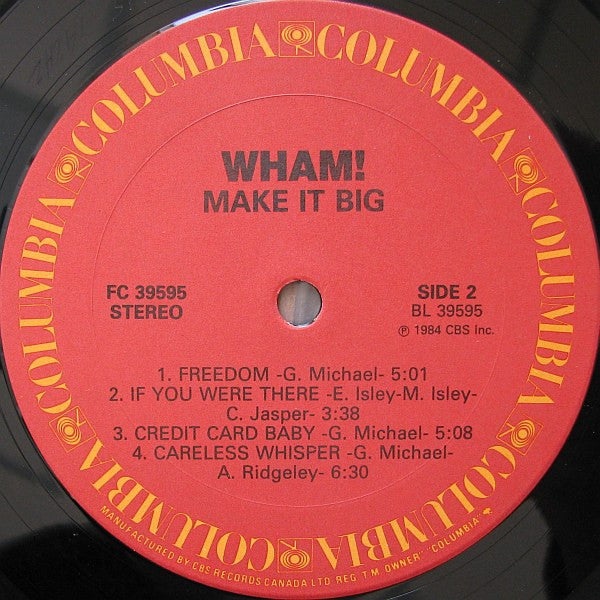 COLUMBIA COLUMBIA COLUMBIA COLUMBIA COLUMBIA COLUMBIA
WHAM!
MAKE IT BIG
FC 39595
STEREO
SIDE 2
BL 39595
Ⓟ 1984 CBS Inc.
1. FREEDOM -G. Michael- 5:01
2. IF YOU WERE THERE -E. Isley-M. Isley-
C. Jasper- 3:38
3. CREDIT CARD BABY -G. Michael- 5:08
4. CARELESS WHISPER -G. Michael-
A. Ridgeley- 6:30
MANUFACTURED BY CBS RECORDS CANADA LTD REG'T'M OWNER: "COLUMBIA"